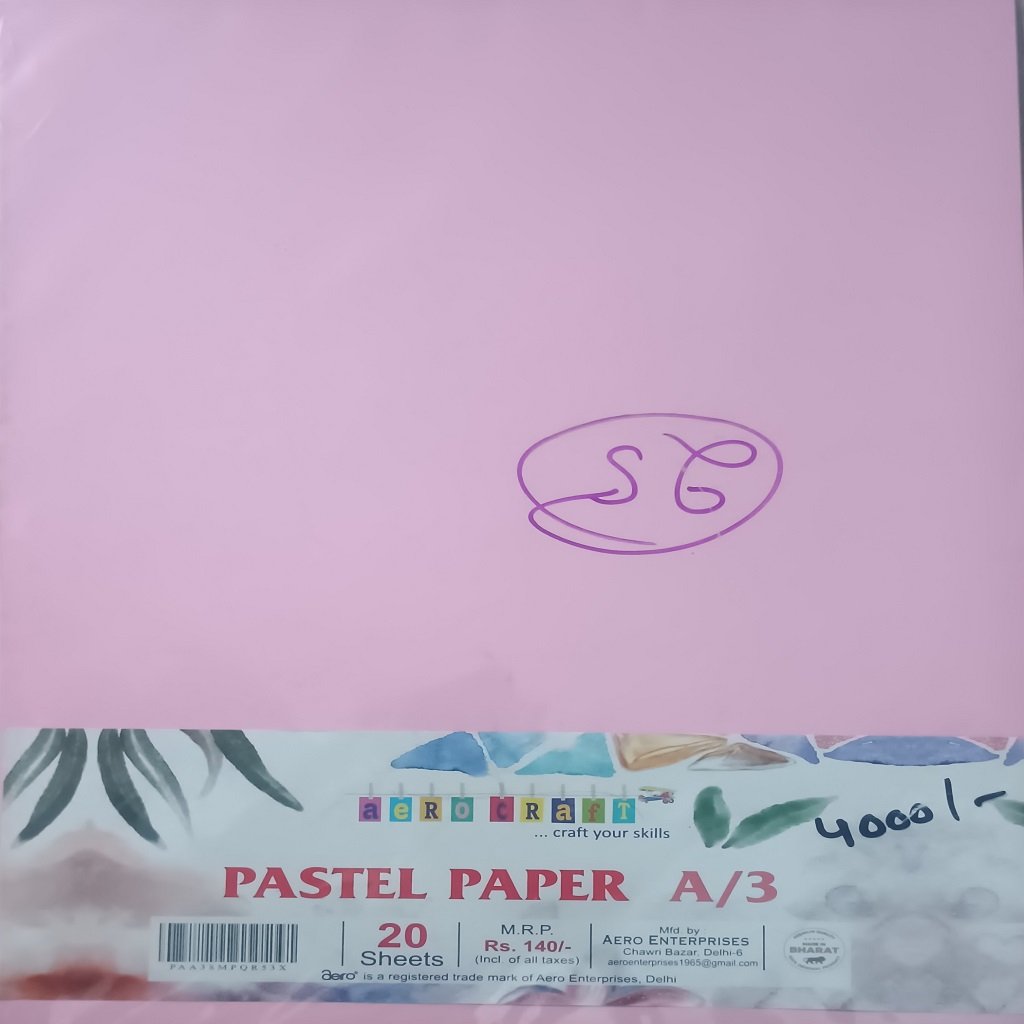 4000/-
aeRO CRafT
... craft your skills
PASTEL PAPER A/3
20
Sheets
M.R.P.
Rs. 140/-
(Incl. of all taxes)
Mfd. by :
AERO ENTERPRISES
Chawri Bazar, Delhi-6
aeroenterprises1965@gmail.com
MADE IN
BHARAT
aero® is a registered trade mark of Aero Enterprises, Delhi